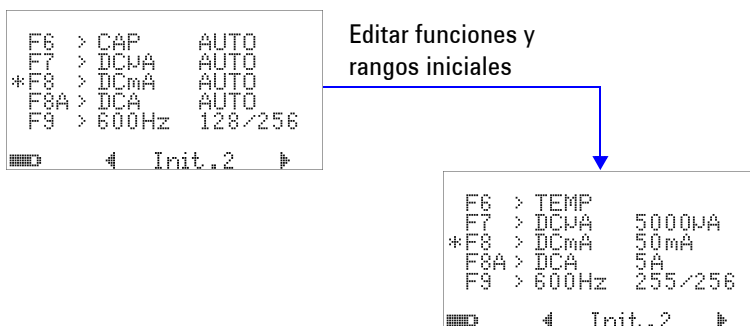 F6 > CAP AUTO
F7 > DCµA AUTO
*F8 > DCmA AUTO
F8A > DCA AUTO
F9 > 600Hz 128/256
Init.2
Editar funciones y
rangos iniciales
F6 > TEMP
F7 > DCµA 5000µA
*F8 > DCmA 50mA
F8A > DCA 5A
F9 > 600Hz 255/256
Init.2